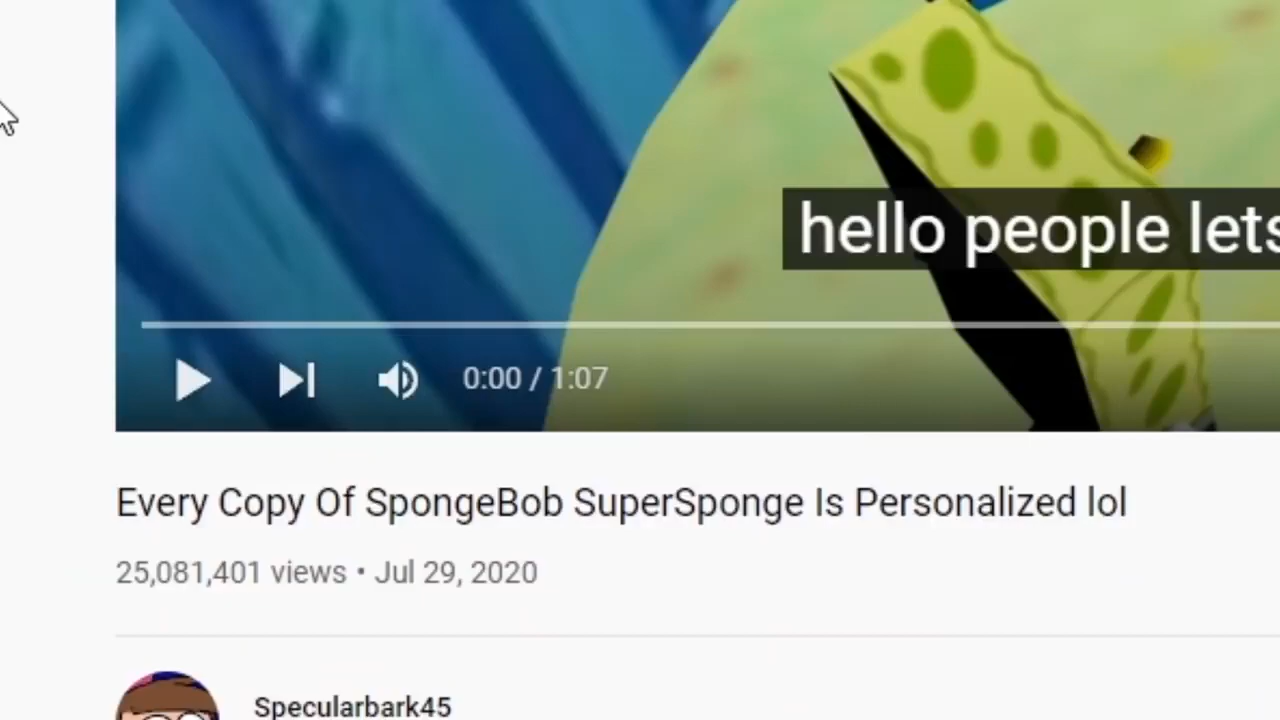 hello people lets
0:00 / 1:07
Every Copy Of SpongeBob SuperSponge Is Personalized lol
25,081,401 views • Jul 29, 2020
Specularbark45